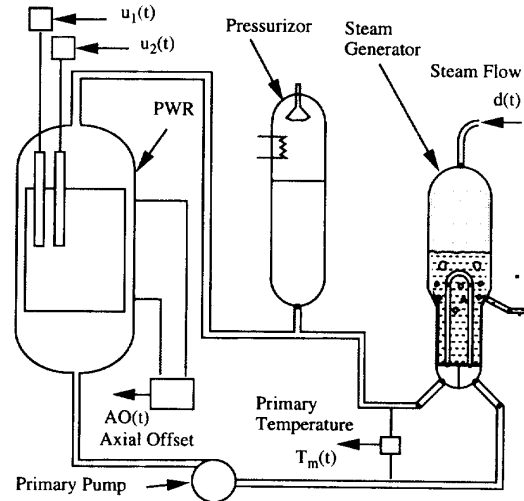 u1(t)
u2(t)
Pressurizor
Steam
Generator
Steam Flow
d(t)
PWR
AO(t)
Axial Offset
Primary
Temperature
Tm(t)
Primary Pump